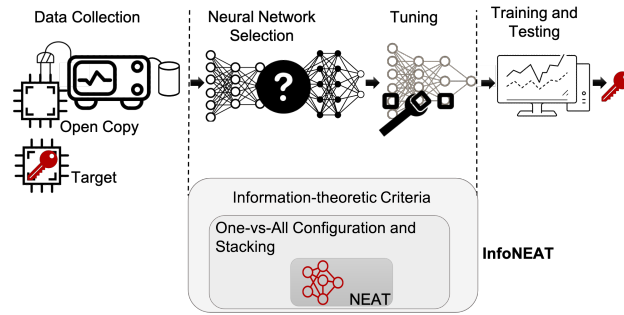 Data Collection
Neural Network
Selection
Tuning
Training and
Testing
?
Open Copy
Target
Information-theoretic Criteria
One-vs-All Configuration and
Stacking
NEAT
InfoNEAT